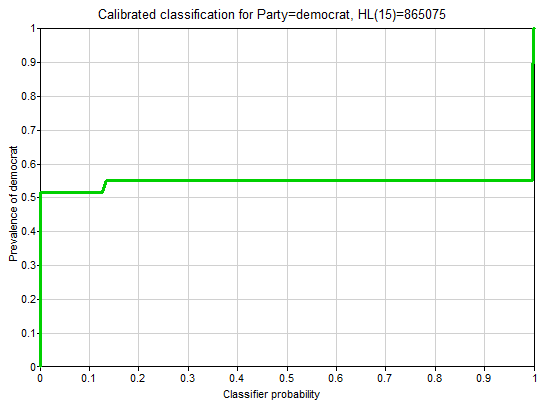 Calibrated classification for Party=democrat, HL(15)=865075
Prevalence of democrat
1
0.9
0.8
0.7
0.6
0.5
0.4
0.3
0.2
0.1
0
0 0.1 0.2 0.3 0.4 0.5 0.6 0.7 0.8 0.9 1
Classifier probability